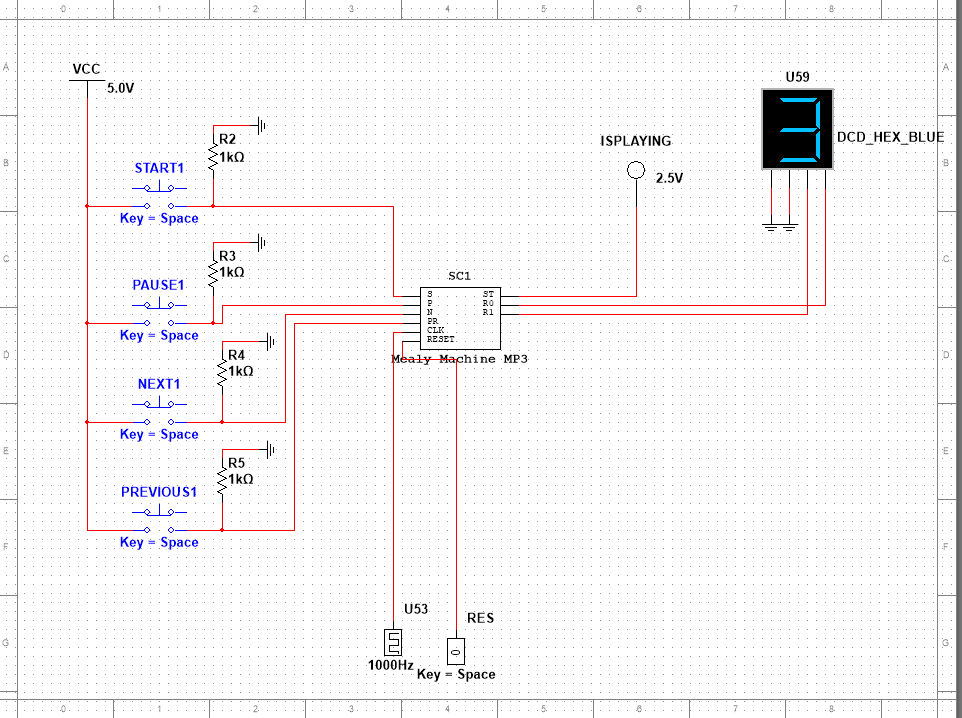 0 1 2 3 4 5 6 7 8
A A
VCC
5.0V
U59
3
DCD_HEX_BLUE
B B
R2
1kΩ
START1
Key = Space
ISPLAYING
2.5V
C C
R3
1kΩ
PAUSE1
Key = Space
SC1
S ST
P R0
N R1
PR
CLK
RESET
Mealy Machine MP3
D D
R4
1kΩ
NEXT1
Key = Space
E E
R5
1kΩ
PREVIOUS1
Key = Space
F F
U53
1000Hz
RES
0
Key = Space
G G
0 1 2 3 4 5 6 7 8